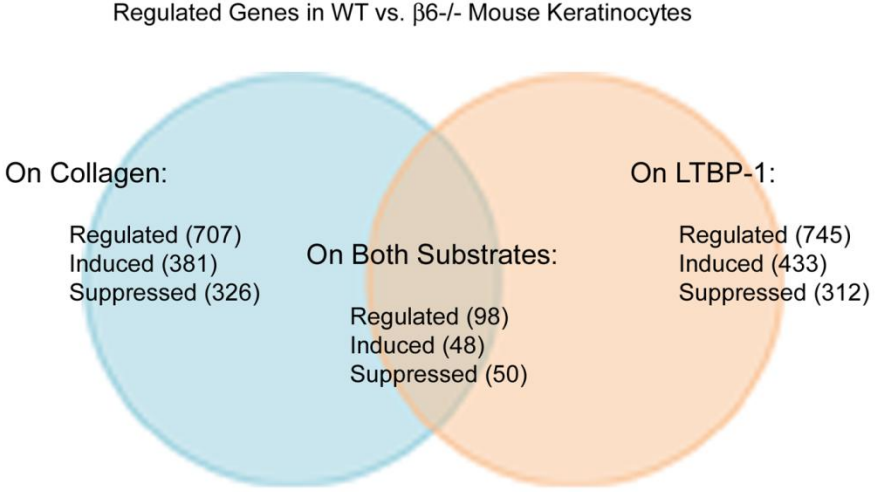 Regulated Genes in WT vs. β6-/- Mouse Keratinocytes
On Collagen:
Regulated (707)
Induced (381)
Suppressed (326)
On Both Substrates:
Regulated (98)
Induced (48)
Suppressed (50)
On LTBP-1:
Regulated (745)
Induced (433)
Suppressed (312)